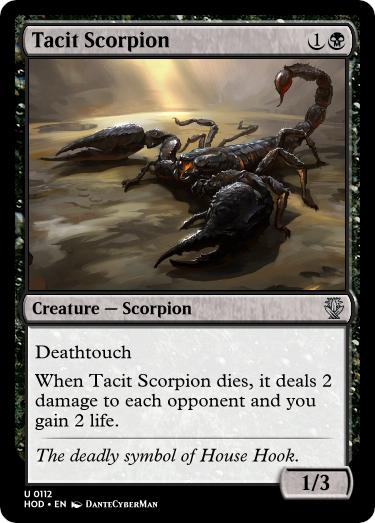 Tacit Scorpion 1
Creature — Scorpion
Deathtouch
When Tacit Scorpion dies, it deals 2
damage to each opponent and you
gain 2 life.
The deadly symbol of House Hook.
1/3
U 0112
HOD • EN DanteCyberMan